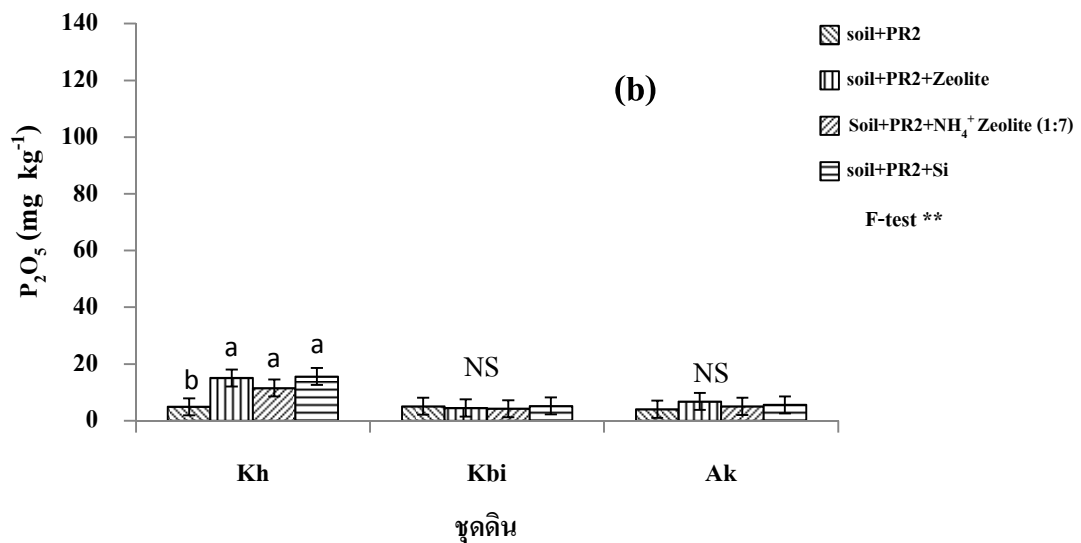 140
120
100
80
60
40
20
0
P₂O₅ (mg kg⁻¹)
(b)
soil+PR2
soil+PR2+Zeolite
Soil+PR2+NH₄⁺ Zeolite (1:7)
soil+PR2+Si
F-test **
b
a
a
a
NS
NS
Kh
Kbi
Ak
ชุดดิน